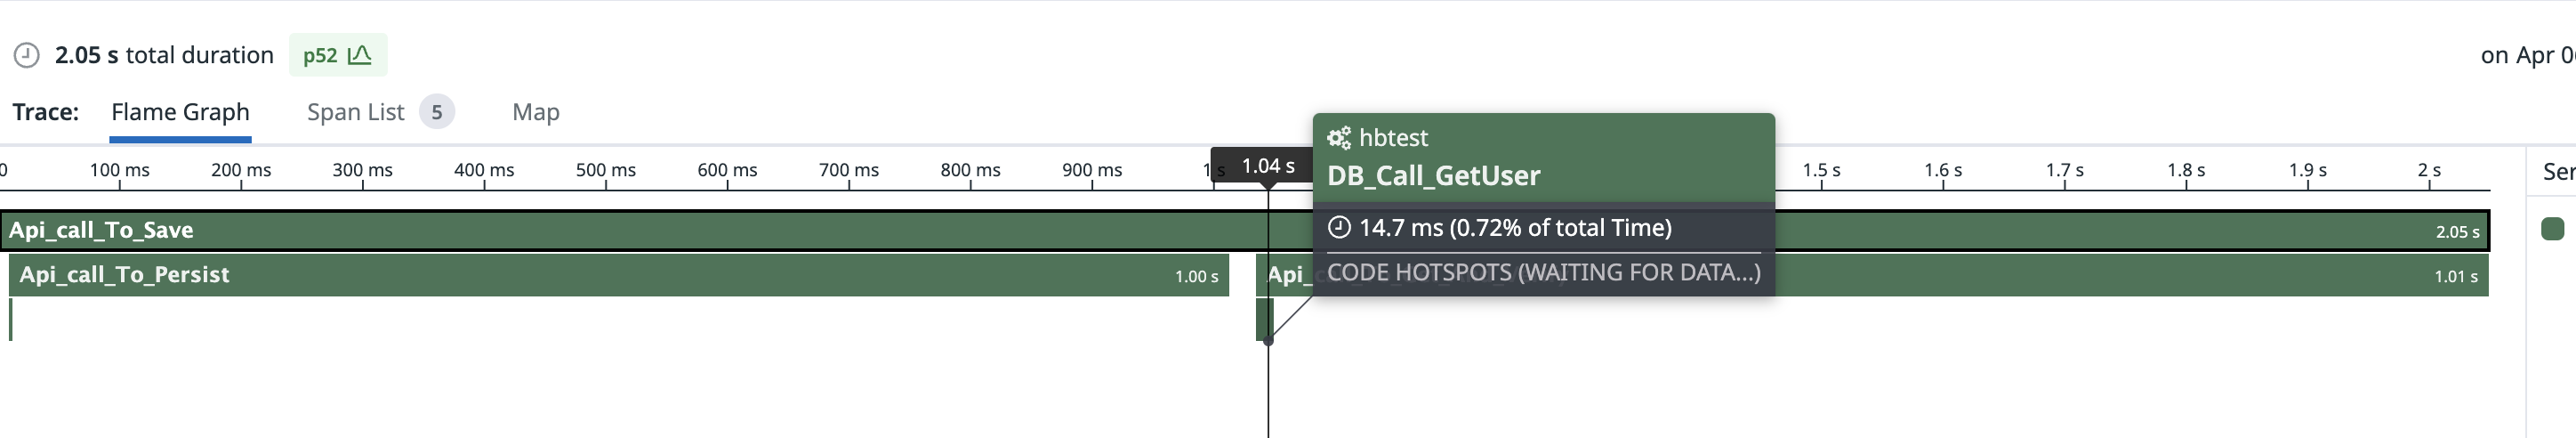 2.05 s total duration p52
on Apr 0
Trace: Flame Graph Span List 5 Map
0 100 ms 200 ms 300 ms 400 ms 500 ms 600 ms 700 ms 800 ms 900 ms 1 s 1.04 s 1.5 s 1.6 s 1.7 s 1.8 s 1.9 s 2 s
Ser
hbtest
DB_Call_GetUser
14.7 ms (0.72% of total Time)
CODE HOTSPOTS (WAITING FOR DATA...)
Api_call_To_Save 2.05 s
Api_call_To_Persist 1.00 s
Api_ 1.01 s